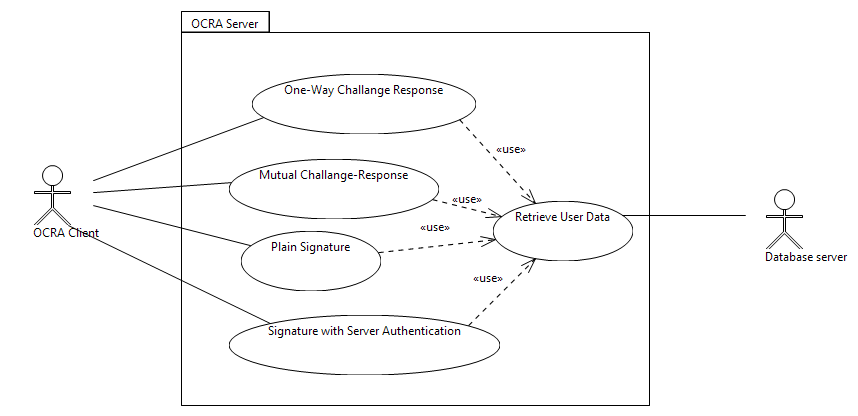 OCRA Server
One-Way Challange Response
«use»
Mutual Challange-Response
«use»
Retrieve User Data
«use»
OCRA Client
Plain Signature
Database server
«use»
Signature with Server Authentication